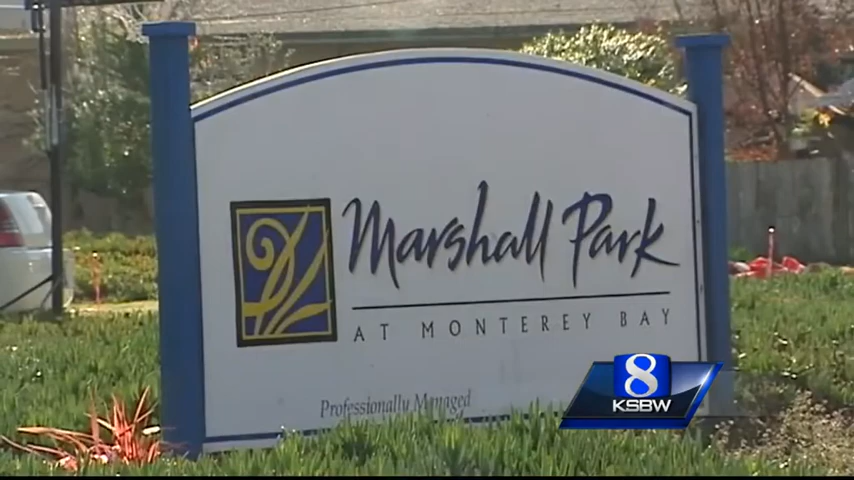 Marshall Park
AT MONTEREY BAY
Professionally Managed
8
KSBW